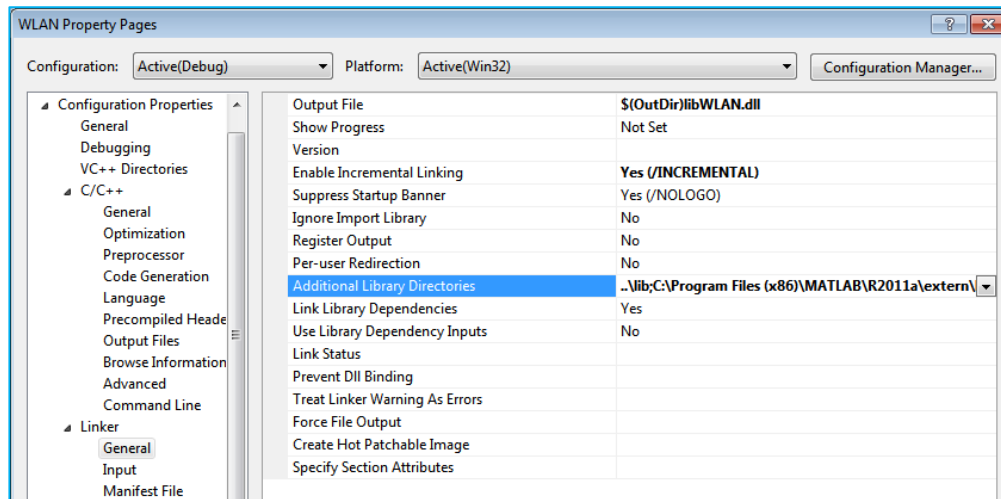 WLAN Property Pages
Configuration: Active(Debug) Platform: Active(Win32) Configuration Manager...
Configuration Properties
General
Debugging
VC++ Directories
C/C++
General
Optimization
Preprocessor
Code Generation
Language
Precompiled Heade
Output Files
Browse Information
Advanced
Command Line
Linker
General
Input
Manifest File
Output File $(OutDir)libWLAN.dll
Show Progress Not Set
Version
Enable Incremental Linking Yes (/INCREMENTAL)
Suppress Startup Banner Yes (/NOLOGO)
Ignore Import Library No
Register Output No
Per-user Redirection No
Additional Library Directories ..\lib;C:\Program Files (x86)\MATLAB\R2011a\extern\
Link Library Dependencies Yes
Use Library Dependency Inputs No
Link Status
Prevent Dll Binding
Treat Linker Warning As Errors
Force File Output
Create Hot Patchable Image
Specify Section Attributes